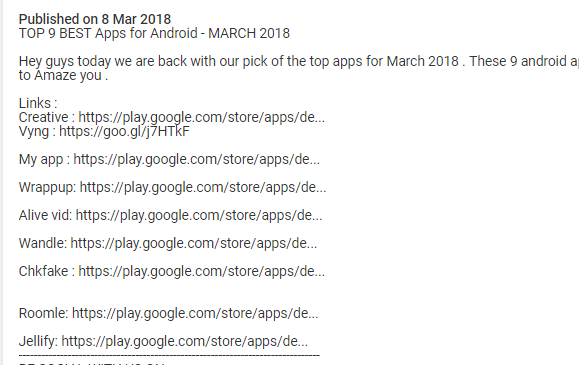 Published on 8 Mar 2018
TOP 9 BEST Apps for Android - MARCH 2018
Hey guys today we are back with our pick of the top apps for March 2018 . These 9 android
to Amaze you .
Links :
Creative : https://play.google.com/store/apps/de...
Vyng : https://goo.gl/j7HTkF
My app : https://play.google.com/store/apps/de...
Wrappup: https://play.google.com/store/apps/de...
Alive vid: https://play.google.com/store/apps/de...
Wandle: https://play.google.com/store/apps/de...
Chkfake : https://play.google.com/store/apps/de...
Roomle: https://play.google.com/store/apps/de...
Jellify: https://play.google.com/store/apps/de...